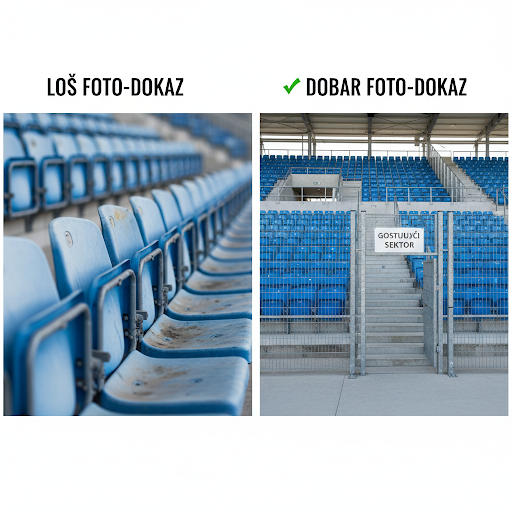 LOŠ FOTO-DOKAZ
✓ DOBAR FOTO-DOKAZ
GOSTUJUĆI
SEKTOR